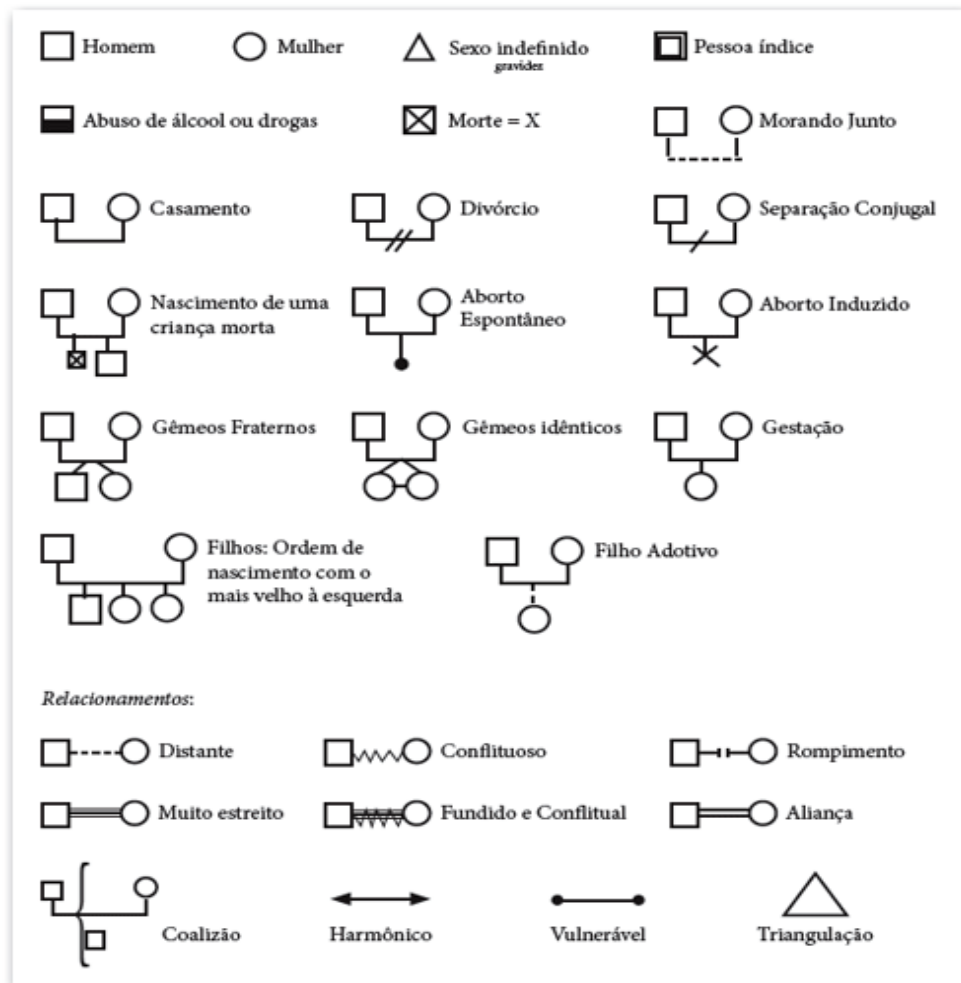 Homem
Mulher
Sexo indefinido
gravidez
Pessoa índice
Abuso de álcool ou drogas
Morte = X
Morando Junto
Casamento
Divórcio
Separação Conjugal
Nascimento de uma
criança morta
Aborto
Espontâneo
Aborto Induzido
Gêmeos Fraternos
Gêmeos idênticos
Gestação
Filhos: Ordem de
nascimento com o
mais velho à esquerda
Filho Adotivo
Relacionamentos:
Distante
Conflituoso
Rompimento
Muito estreito
Fundido e Conflitual
Aliança
Coalizão
Harmônico
Vulnerável
Triangulação